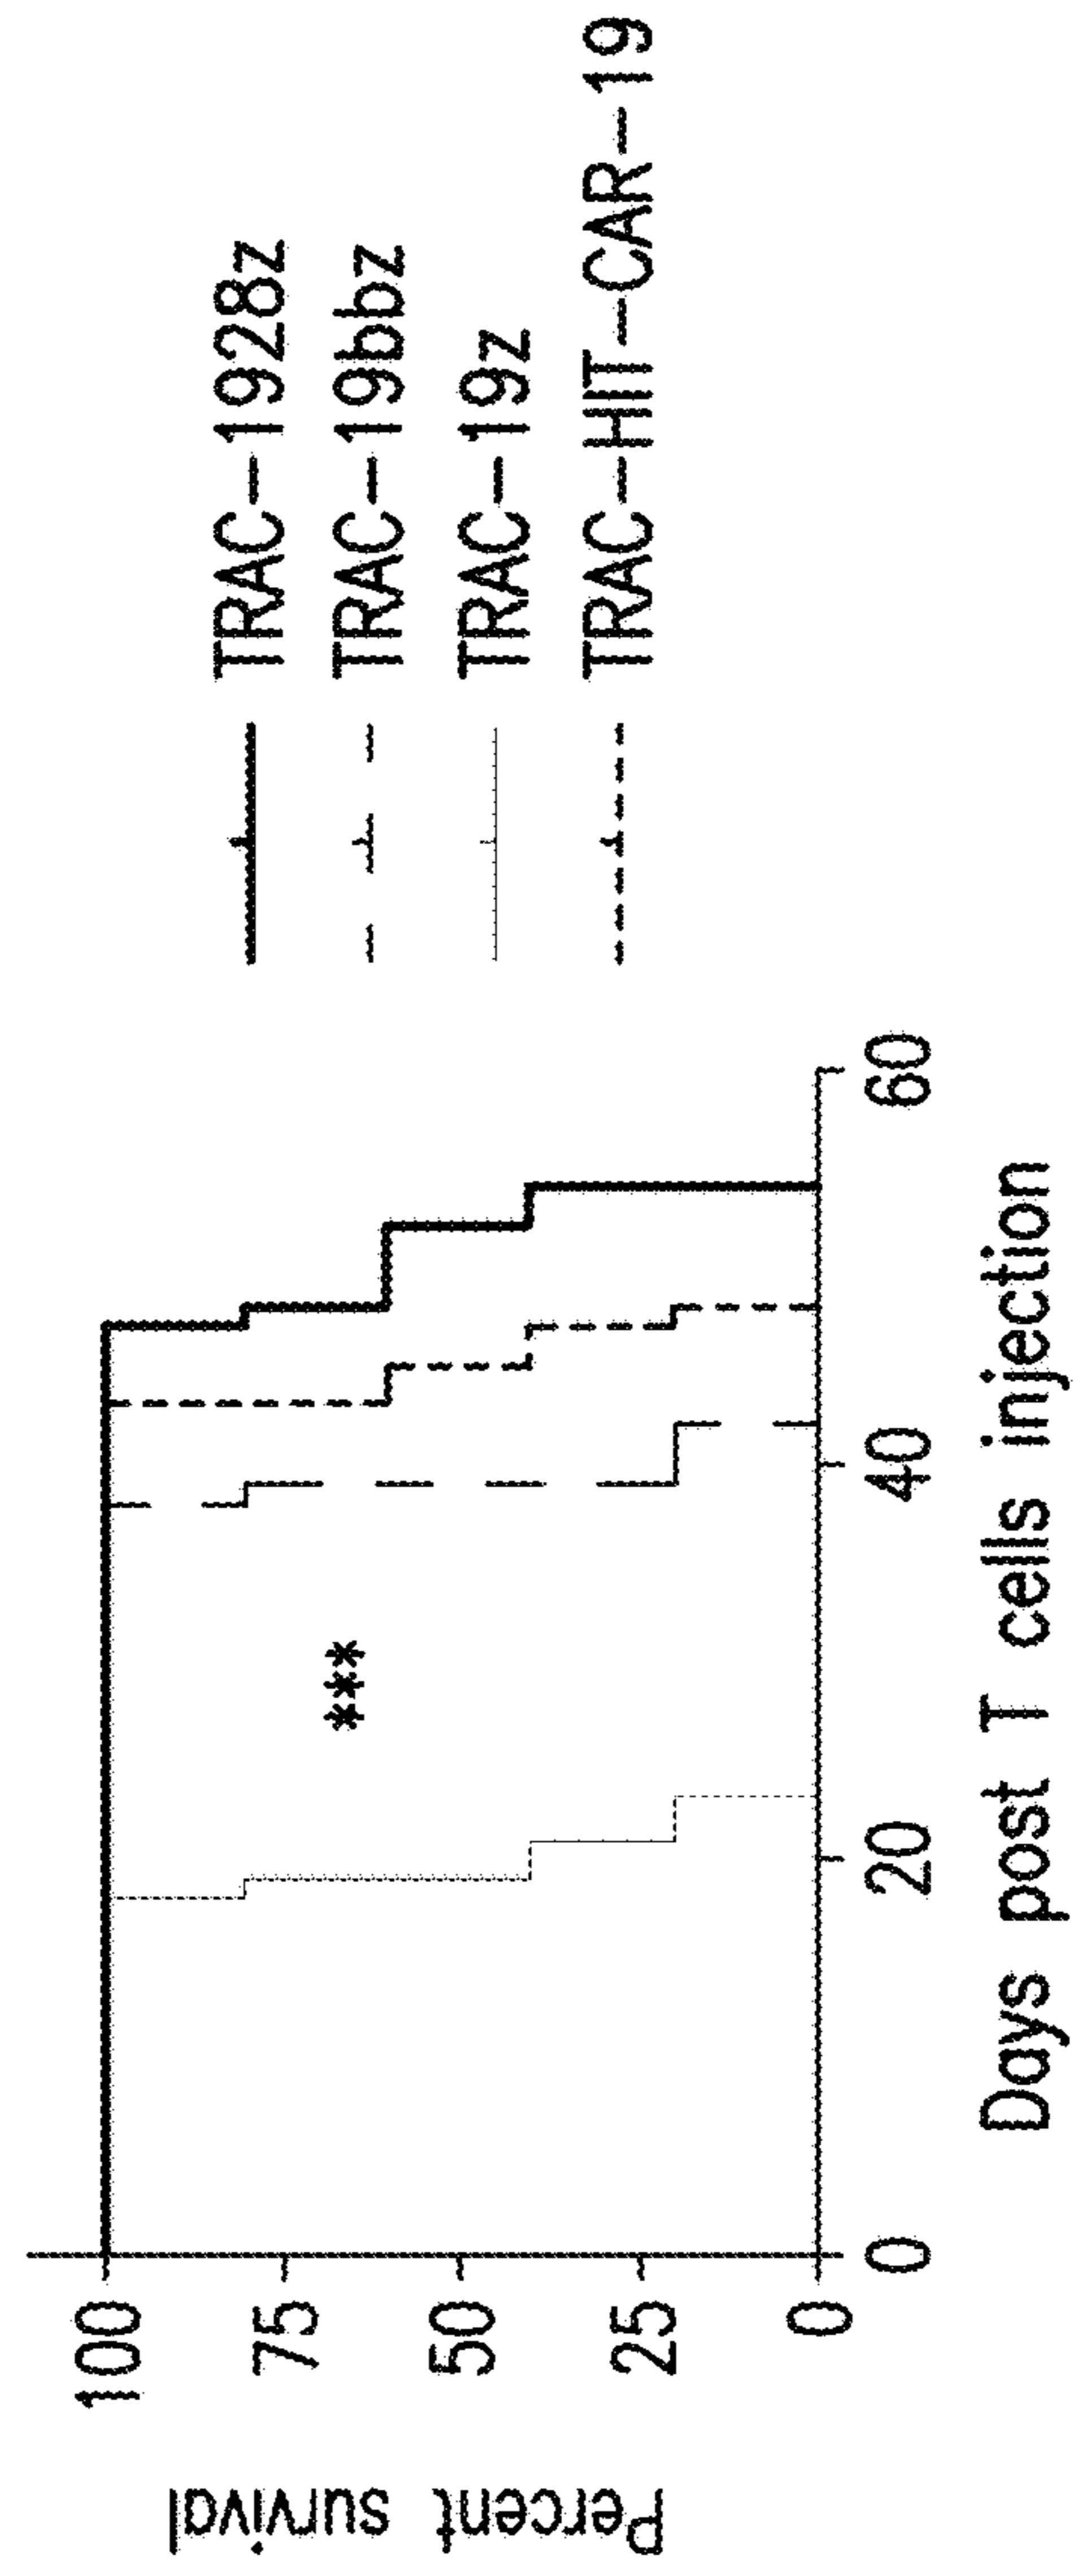 Percent survival
100
75
50
25
0
***
0
20
40
60
Days post T cells injection
TRAC-1928z
TRAC-19bbz
TRAC-19z
TRAC-HIT-CAR-19